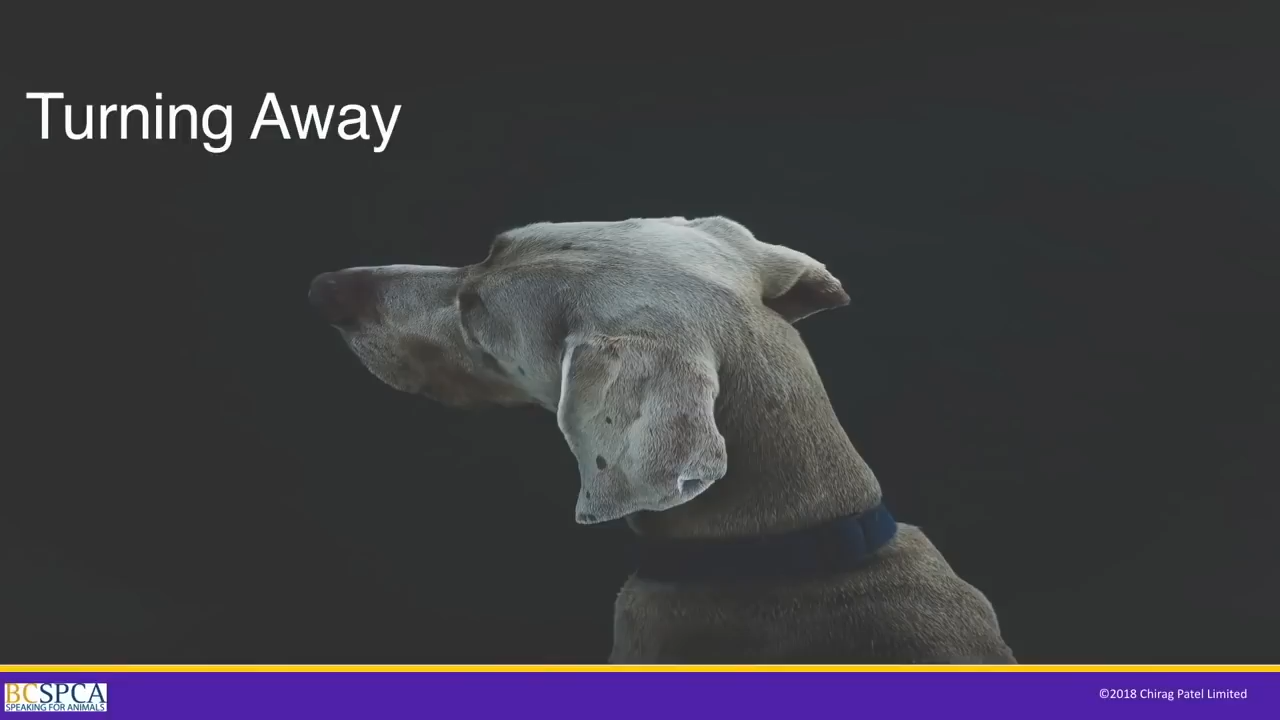 Turning Away
BCSPCA
SPEAKING FOR ANIMALS
©2018 Chirag Patel Limited